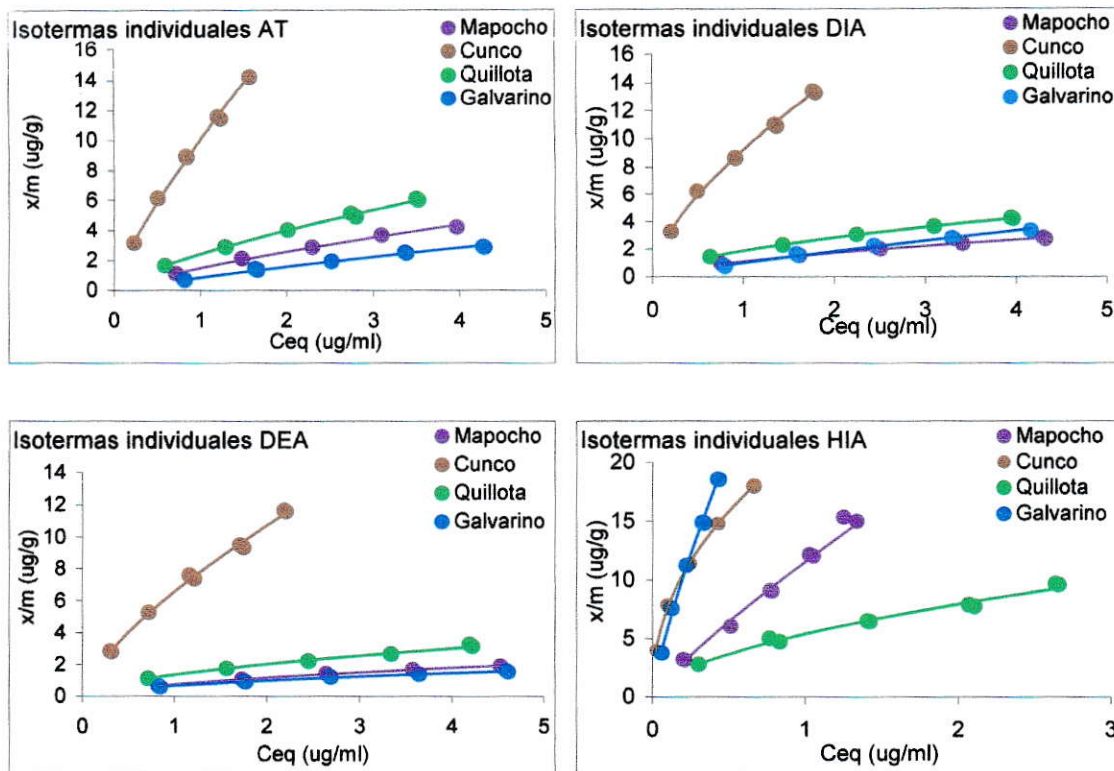 Isotermas individuales AT
Mapocho
Cunco
Quillota
Galvarino
x/m (ug/g)
16
14
12
10
8
6
4
2
0
0 1 2 3 4 5
Ceq (ug/ml)
Isotermas individuales DIA
Mapocho
Cunco
Quillota
Galvarino
x/m (ug/g)
16
14
12
10
8
6
4
2
0
0 1 2 3 4 5
Ceq (ug/ml)
Isotermas individuales DEA
Mapocho
Cunco
Quillota
Galvarino
x/m (ug/g)
14
12
10
8
6
4
2
0
0 1 2 3 4 5
Ceq (ug/ml)
Isotermas individuales HIA
Mapocho
Cunco
Quillota
Galvarino
x/m (ug/g)
20
15
10
5
0
0 1 2 3
Ceq (ug/ml)